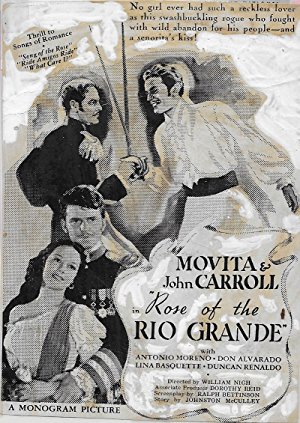 No girl ever had such a reckless lover
as this swashbuckling rogue who fought
with wild abandon for his people—and
a senorita's kiss!
Thrill to
Songs of Romance
"Song of the Rose"
"Ride Amigos Ride"
"What Care I?"
MOVITA &
John CARROLL
in "Rose of the
RIO GRANDE"
with
ANTONIO MORENO · DON ALVARADO
LINA BASQUETTE · DUNCAN RENALDO
Directed by WILLIAM NIGH
Associate Producer DOROTHY REID
Screenplay by RALPH BETTINSON
Story by JOHNSTON McCULLEY
A MONOGRAM PICTURE